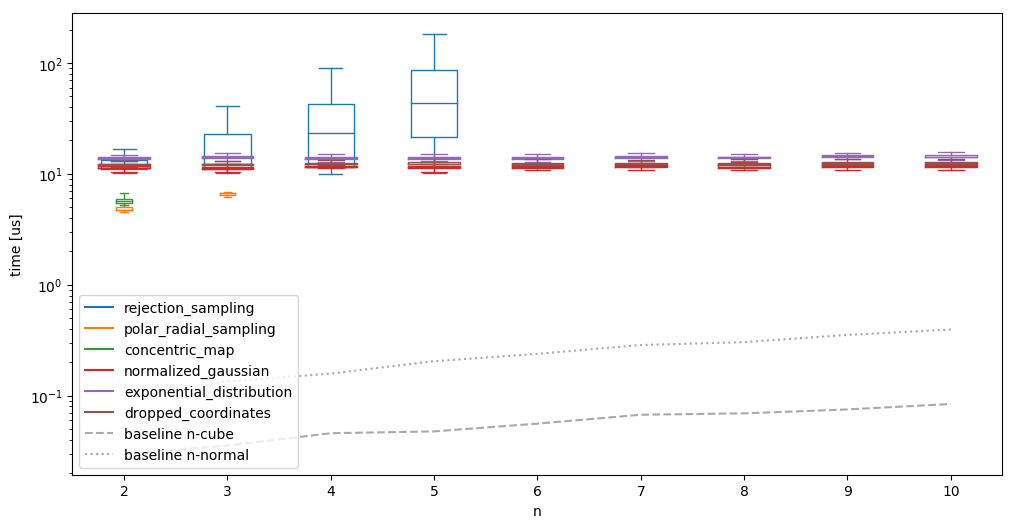 time [us]
10²
10¹
10⁰
10⁻¹
rejection_sampling
polar_radial_sampling
concentric_map
normalized_gaussian
exponential_distribution
dropped_coordinates
baseline n-cube
baseline n-normal
2 3 4 5 6 7 8 9 10
n